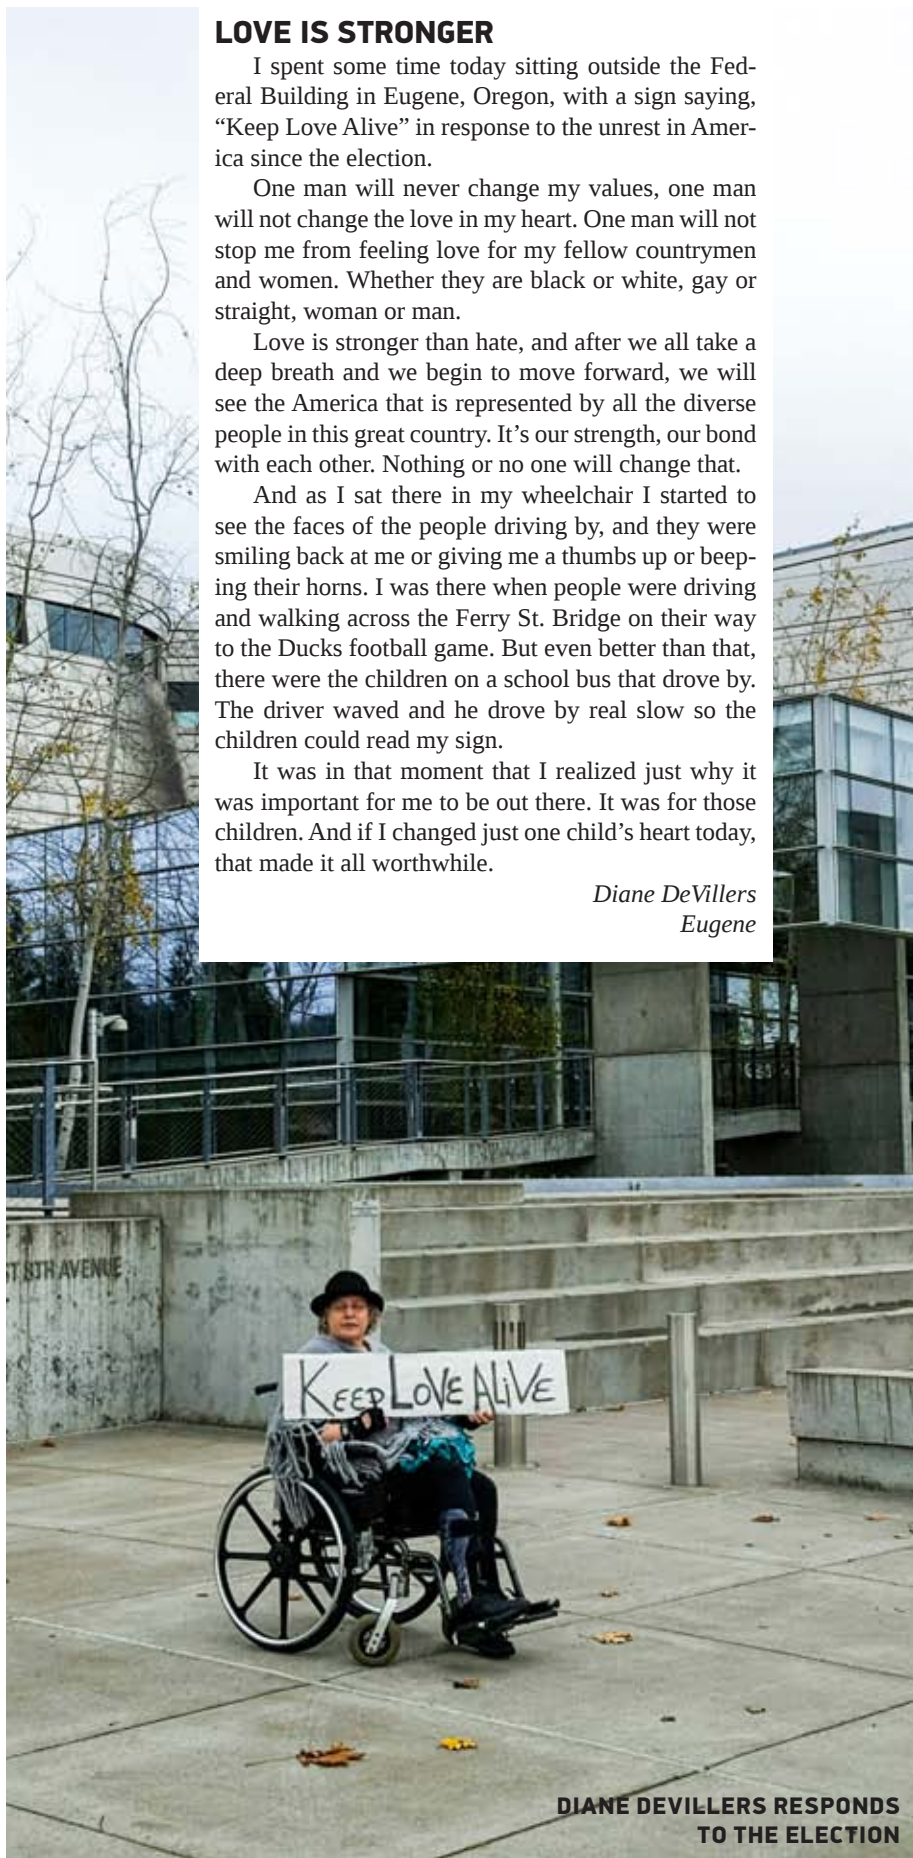 LOVE IS STRONGER
I spent some time today sitting outside the Fed-
eral Building in Eugene, Oregon, with a sign saying,
“Keep Love Alive” in response to the unrest in Amer-
ica since the election.
One man will never change my values, one man
will not change the love in my heart. One man will not
stop me from feeling love for my fellow countrymen
and women. Whether they are black or white, gay or
straight, woman or man.
Love is stronger than hate, and after we all take a
deep breath and we begin to move forward, we will
see the America that is represented by all the diverse
people in this great country. It’s our strength, our bond
with each other. Nothing or no one will change that.
And as I sat there in my wheelchair I started to
see the faces of the people driving by, and they were
smiling back at me or giving me a thumbs up or beep-
ing their horns. I was there when people were driving
and walking across the Ferry St. Bridge on their way
to the Ducks football game. But even better than that,
there were the children on a school bus that drove by.
The driver waved and he drove by real slow so the
children could read my sign.
It was in that moment that I realized just why it
was important for me to be out there. It was for those
children. And if I changed just one child’s heart today,
that made it all worthwhile.
Diane DeVillers
Eugene
T 8TH AVENUE
KEEP LOVE ALiVE
DIANE DEVILLERS RESPONDS
TO THE ELECTION